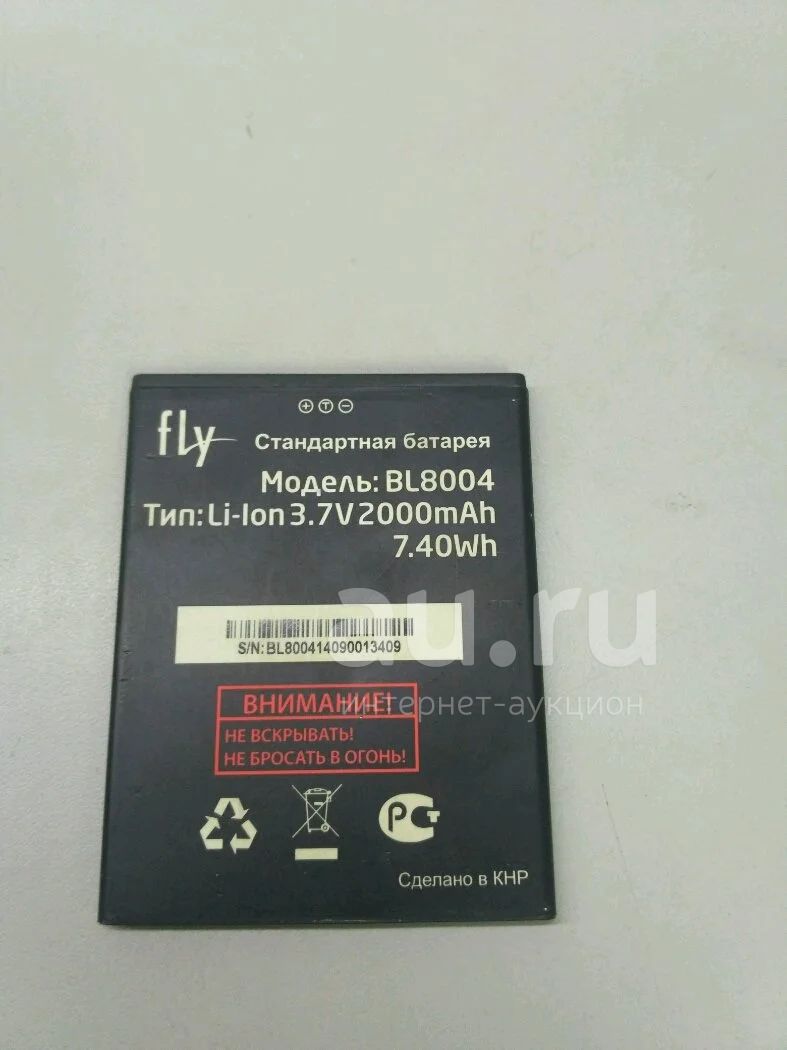 fly Стандартная батарея
Модель: BL8004
Тип: Li-Ion 3.7V 2000mAh
7.40Wh
S/N: BL800414090013409
au.ru
интернет-аукцион
ВНИМАНИЕ!
НЕ ВСКРЫВАТЬ!
НЕ БРОСАТЬ В ОГОНЬ!
РСТ
Сделано в КНР